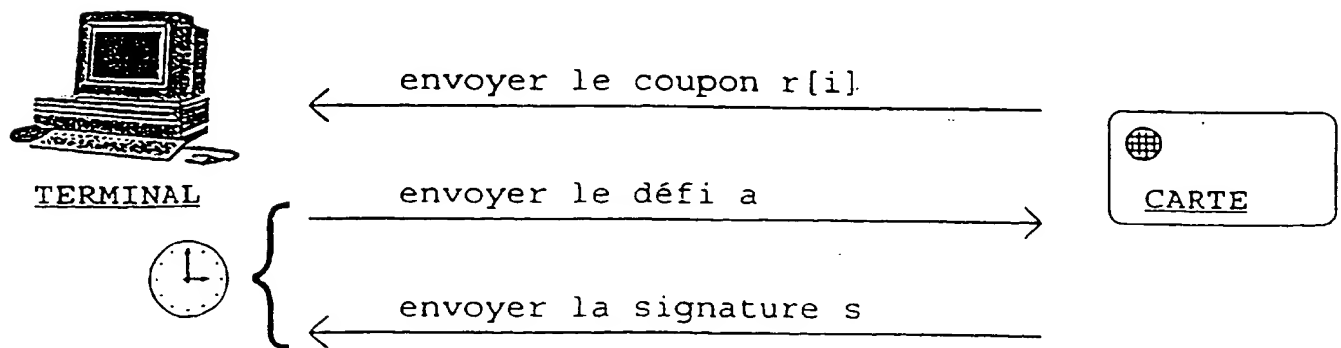 envoyer le coupon r[i]
TERMINAL
envoyer le défi a
CARTE
envoyer la signature s